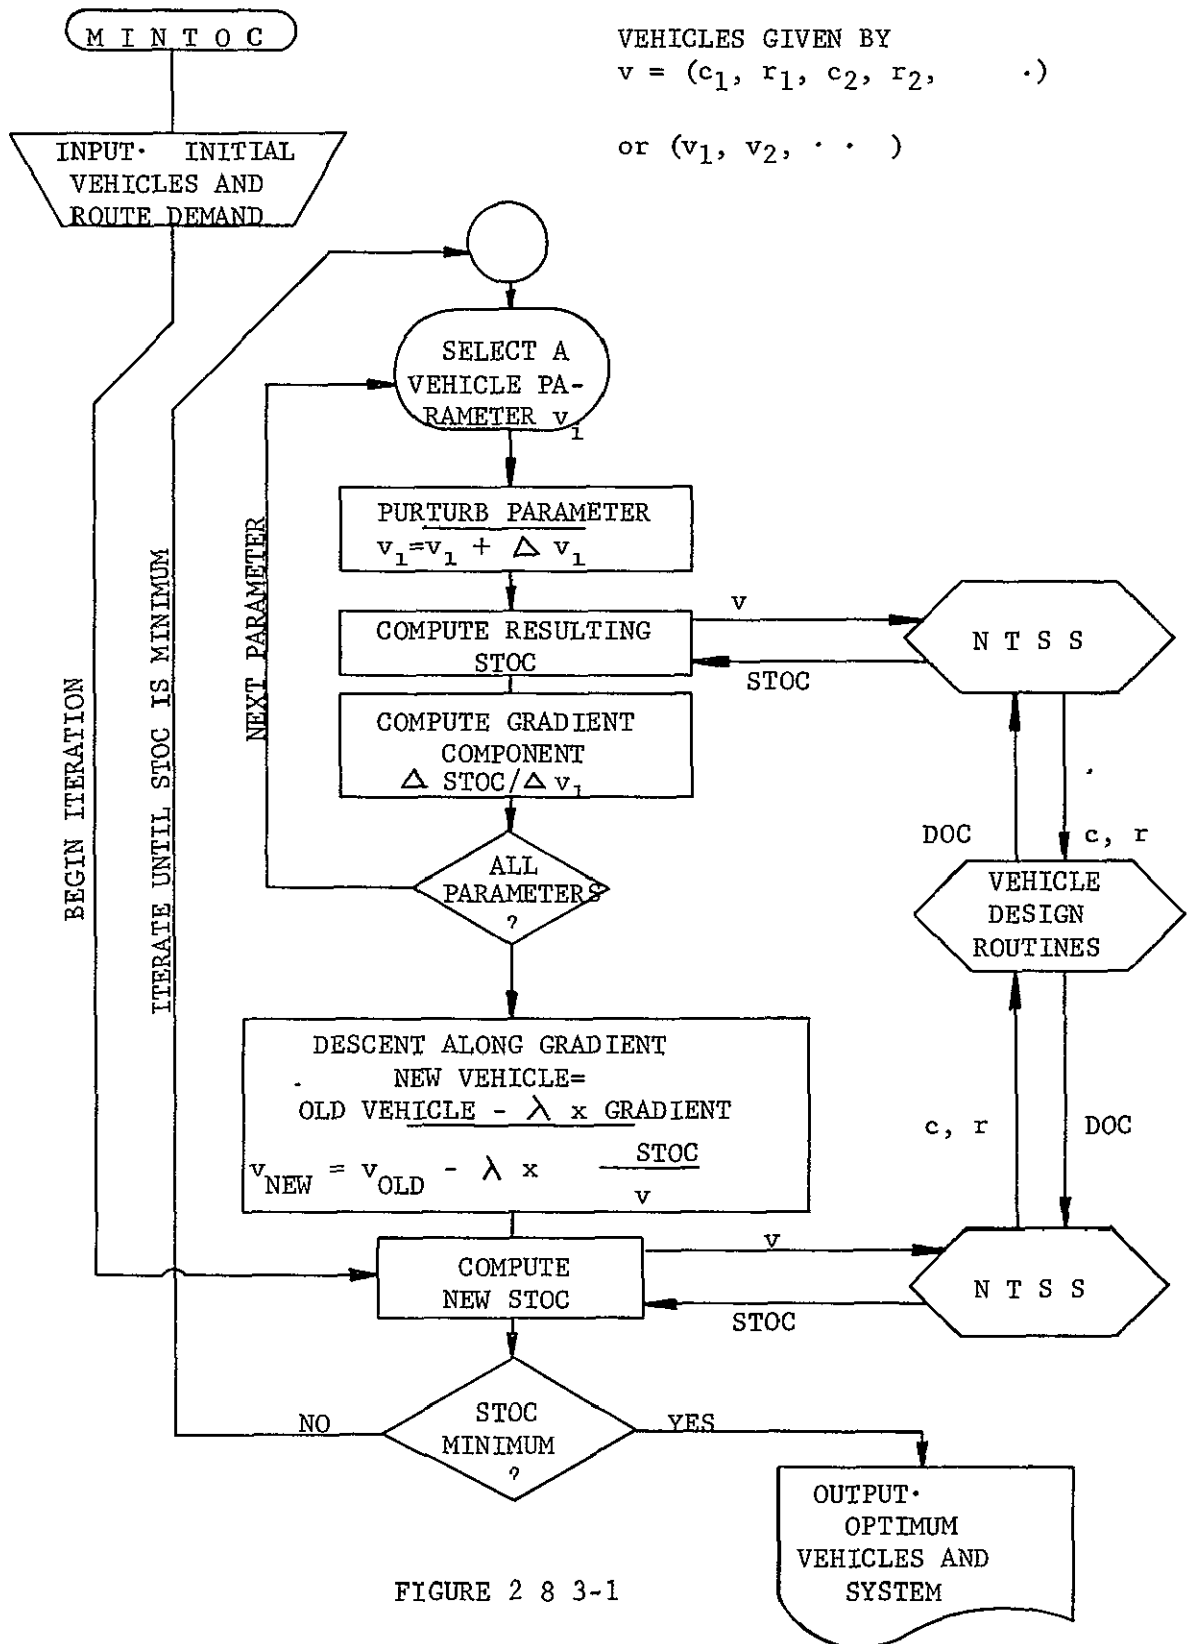 M I N T O C
VEHICLES GIVEN BY
v = (c₁, r₁, c₂, r₂, .)
or (v₁, v₂, · · )
INPUT· INITIAL
VEHICLES AND
ROUTE DEMAND
SELECT A
VEHICLE PA-
RAMETER v₁
PURTURB PARAMETER
v₁=v₁ + Δ v₁
COMPUTE RESULTING
STOC
v
STOC
N T S S
COMPUTE GRADIENT
COMPONENT
Δ STOC/Δ v₁
NEXT PARAMETER
ITERATE UNTIL STOC IS MINIMUM
BEGIN ITERATION
DOC
c, r
ALL
PARAMETERS
?
VEHICLE
DESIGN
ROUTINES
DESCENT ALONG GRADIENT
NEW VEHICLE=
OLD VEHICLE - λ x GRADIENT
v_NEW = v_OLD - λ x STOC
v
c, r
DOC
COMPUTE
NEW STOC
v
STOC
N T S S
STOC
MINIMUM
?
NO
YES
OUTPUT·
OPTIMUM
VEHICLES AND
SYSTEM
FIGURE 2 8 3-1